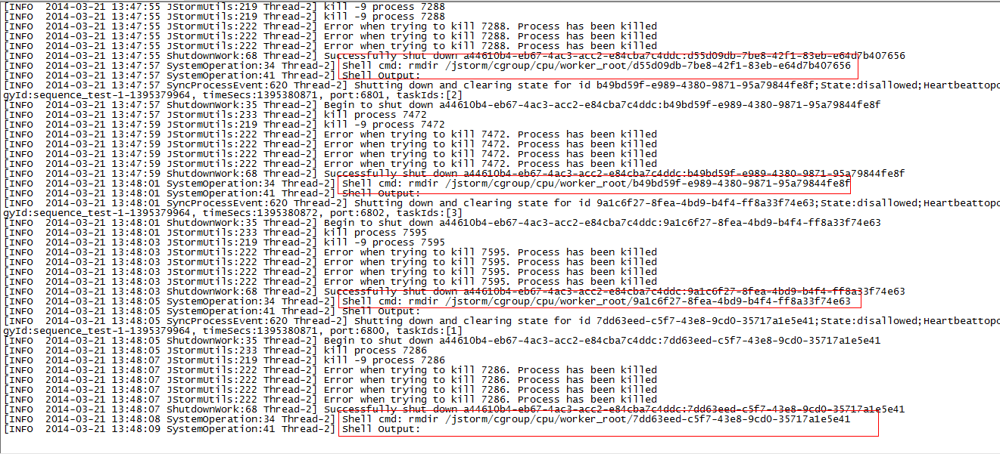 [INFO  2014-03-21 13:47:55 JStormUtils:219 Thread-2] kill -9 process 7288
[INFO  2014-03-21 13:47:55 JStormUtils:219 Thread-2] kill -9 process 7288
[INFO  2014-03-21 13:47:55 JStormUtils:222 Thread-2] Error when trying to kill 7288. Process has been killed
[INFO  2014-03-21 13:47:55 JStormUtils:222 Thread-2] Error when trying to kill 7288. Process has been killed
[INFO  2014-03-21 13:47:55 JStormUtils:222 Thread-2] Error when trying to kill 7288. Process has been killed
[INFO  2014-03-21 13:47:55 ShutdownWork:68 Thread-2] Successfully shut down a44610b4-eb67-4ac3-acc2-e84cba7c4ddc:d55d09db-7be8-42f1-83eb-e64d7b407656
[INFO  2014-03-21 13:47:57 SystemOperation:34 Thread-2] Shell cmd: rmdir /jstorm/cgroup/cpu/worker_root/d55d09db-7be8-42f1-83eb-e64d7b407656
[INFO  2014-03-21 13:47:57 SystemOperation:41 Thread-2] Shell Output:
[INFO  2014-03-21 13:47:57 SyncProcessEvent:620 Thread-2] Shutting down and clearing state for id b49bd59f-e989-4380-9871-95a79844fe8f;State:disallowed;Heartbeattopo
gyId:sequence_test-1-1395379964, timeSecs:1395380871, port:6801, taskIds:[2]
[INFO  2014-03-21 13:47:57 ShutdownWork:35 Thread-2] Begin to shut down a44610b4-eb67-4ac3-acc2-e84cba7c4ddc:b49bd59f-e989-4380-9871-95a79844fe8f
[INFO  2014-03-21 13:47:57 JStormUtils:233 Thread-2] kill process 7472
[INFO  2014-03-21 13:47:59 JStormUtils:219 Thread-2] kill -9 process 7472
[INFO  2014-03-21 13:47:59 JStormUtils:222 Thread-2] Error when trying to kill 7472. Process has been killed
[INFO  2014-03-21 13:47:59 JStormUtils:222 Thread-2] Error when trying to kill 7472. Process has been killed
[INFO  2014-03-21 13:47:59 JStormUtils:222 Thread-2] Error when trying to kill 7472. Process has been killed
[INFO  2014-03-21 13:47:59 JStormUtils:222 Thread-2] Error when trying to kill 7472. Process has been killed
[INFO  2014-03-21 13:47:59 ShutdownWork:68 Thread-2] Successfully shut down a44610b4-eb67-4ac3-acc2-e84cba7c4ddc:b49bd59f-e989-4380-9871-95a79844fe8f
[INFO  2014-03-21 13:48:01 SystemOperation:34 Thread-2] Shell cmd: rmdir /jstorm/cgroup/cpu/worker_root/b49bd59f-e989-4380-9871-95a79844fe8f
[INFO  2014-03-21 13:48:01 SystemOperation:41 Thread-2] Shell Output:
[INFO  2014-03-21 13:48:01 SyncProcessEvent:620 Thread-2] Shutting down and clearing state for id 9a1c6f27-8fea-4bd9-b4f4-ff8a33f74e63;State:disallowed;Heartbeattopo
gyId:sequence_test-1-1395379964, timeSecs:1395380872, port:6802, taskIds:[3]
[INFO  2014-03-21 13:48:01 ShutdownWork:35 Thread-2] Begin to shut down a44610b4-eb67-4ac3-acc2-e84cba7c4ddc:9a1c6f27-8fea-4bd9-b4f4-ff8a33f74e63
[INFO  2014-03-21 13:48:01 JStormUtils:233 Thread-2] kill process 7595
[INFO  2014-03-21 13:48:03 JStormUtils:219 Thread-2] kill -9 process 7595
[INFO  2014-03-21 13:48:03 JStormUtils:222 Thread-2] Error when trying to kill 7595. Process has been killed
[INFO  2014-03-21 13:48:03 JStormUtils:222 Thread-2] Error when trying to kill 7595. Process has been killed
[INFO  2014-03-21 13:48:03 JStormUtils:222 Thread-2] Error when trying to kill 7595. Process has been killed
[INFO  2014-03-21 13:48:03 JStormUtils:222 Thread-2] Error when trying to kill 7595. Process has been killed
[INFO  2014-03-21 13:48:03 ShutdownWork:68 Thread-2] Successfully shut down a44610b4-eb67-4ac3-acc2-e84cba7c4ddc:9a1c6f27-8fea-4bd9-b4f4-ff8a33f74e63
[INFO  2014-03-21 13:48:05 SystemOperation:34 Thread-2] Shell cmd: rmdir /jstorm/cgroup/cpu/worker_root/9a1c6f27-8fea-4bd9-b4f4-ff8a33f74e63
[INFO  2014-03-21 13:48:05 SystemOperation:41 Thread-2] Shell Output:
[INFO  2014-03-21 13:48:05 SyncProcessEvent:620 Thread-2] Shutting down and clearing state for id 7dd63eed-c5f7-43e8-9cd0-35717a1e5e41;State:disallowed;Heartbeattopo
gyId:sequence_test-1-1395379964, timeSecs:1395380871, port:6800, taskIds:[1]
[INFO  2014-03-21 13:48:05 ShutdownWork:35 Thread-2] Begin to shut down a44610b4-eb67-4ac3-acc2-e84cba7c4ddc:7dd63eed-c5f7-43e8-9cd0-35717a1e5e41
[INFO  2014-03-21 13:48:05 JStormUtils:233 Thread-2] kill process 7286
[INFO  2014-03-21 13:48:07 JStormUtils:219 Thread-2] kill -9 process 7286
[INFO  2014-03-21 13:48:07 JStormUtils:222 Thread-2] Error when trying to kill 7286. Process has been killed
[INFO  2014-03-21 13:48:07 JStormUtils:222 Thread-2] Error when trying to kill 7286. Process has been killed
[INFO  2014-03-21 13:48:07 JStormUtils:222 Thread-2] Error when trying to kill 7286. Process has been killed
[INFO  2014-03-21 13:48:07 JStormUtils:222 Thread-2] Error when trying to kill 7286. Process has been killed
[INFO  2014-03-21 13:48:07 ShutdownWork:68 Thread-2] Successfully shut down a44610b4-eb67-4ac3-acc2-e84cba7c4ddc:7dd63eed-c5f7-43e8-9cd0-35717a1e5e41
[INFO  2014-03-21 13:48:08 SystemOperation:34 Thread-2] Shell cmd: rmdir /jstorm/cgroup/cpu/worker_root/7dd63eed-c5f7-43e8-9cd0-35717a1e5e41
[INFO  2014-03-21 13:48:09 SystemOperation:41 Thread-2] Shell Output: